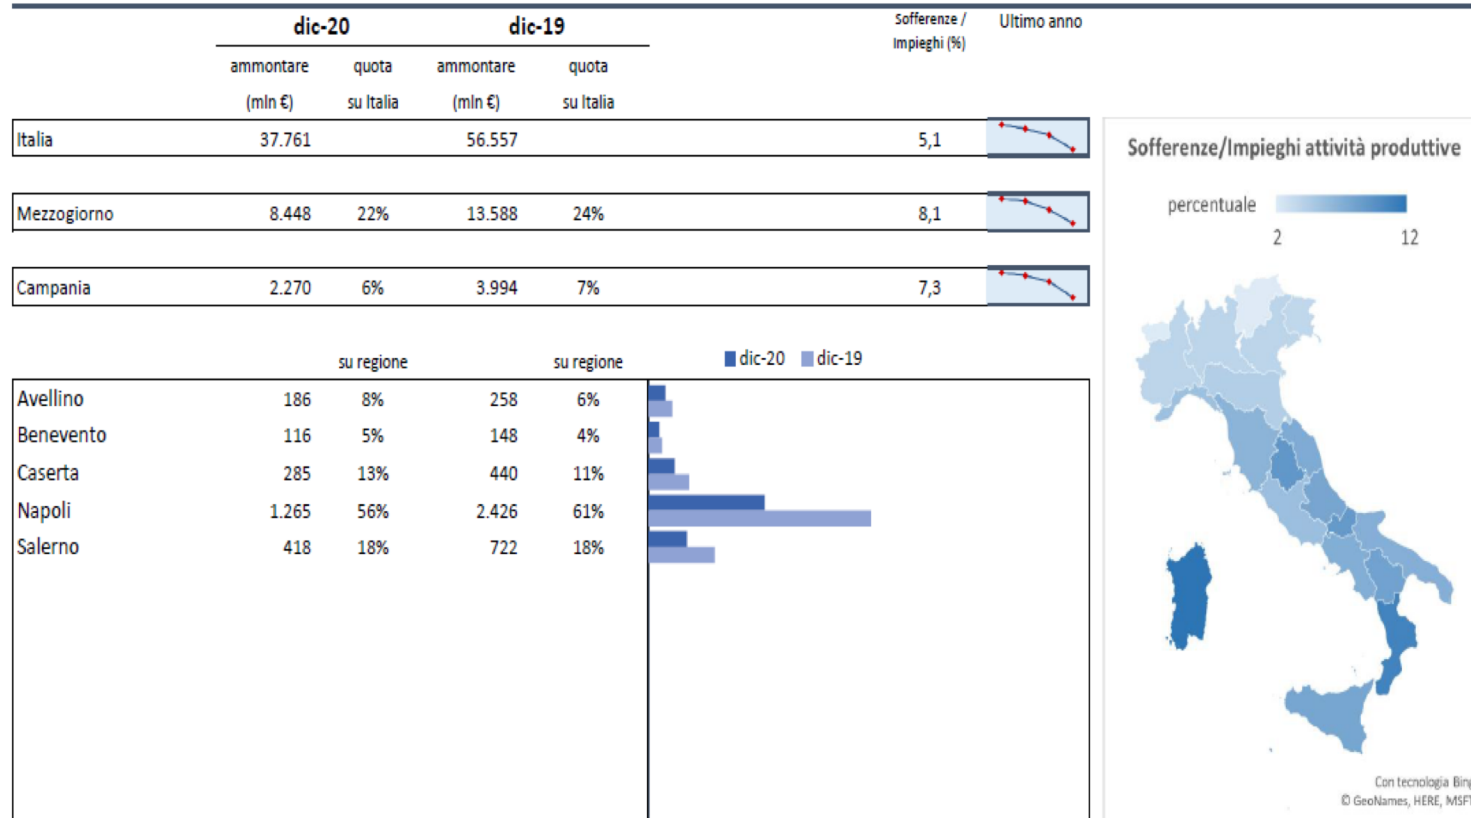 dic-20 dic-19 Sofferenze / Ultimo anno
Impieghi (%)
ammontare quota ammontare quota
(mln €) su Italia (mln €) su Italia
Italia 37.761 56.557 5,1
Mezzogiorno 8.448 22% 13.588 24% 8,1
Campania 2.270 6% 3.994 7% 7,3
su regione su regione dic-20 dic-19
Avellino 186 8% 258 6%
Benevento 116 5% 148 4%
Caserta 285 13% 440 11%
Napoli 1.265 56% 2.426 61%
Salerno 418 18% 722 18%
Sofferenze/Impieghi attività produttive
percentuale
2 12
Con tecnologia Bing
© GeoNames, HERE, MSFT